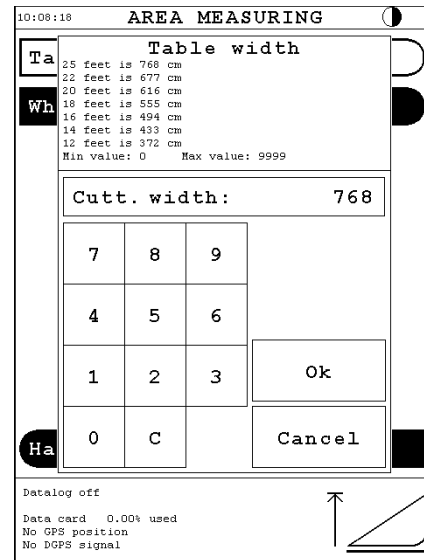 10:08:18 AREA MEASURING
Ta
Table width
25 feet is 768 cm
22 feet is 677 cm
20 feet is 616 cm
18 feet is 555 cm
16 feet is 494 cm
14 feet is 433 cm
12 feet is 372 cm
Min value: 0 Max value: 9999
Wh
Cutt. width: 768
7 8 9
4 5 6
1 2 3 Ok
0 C Cancel
Ha
Datalog off
Data card 0.00% used
No GPS position
No DGPS signal